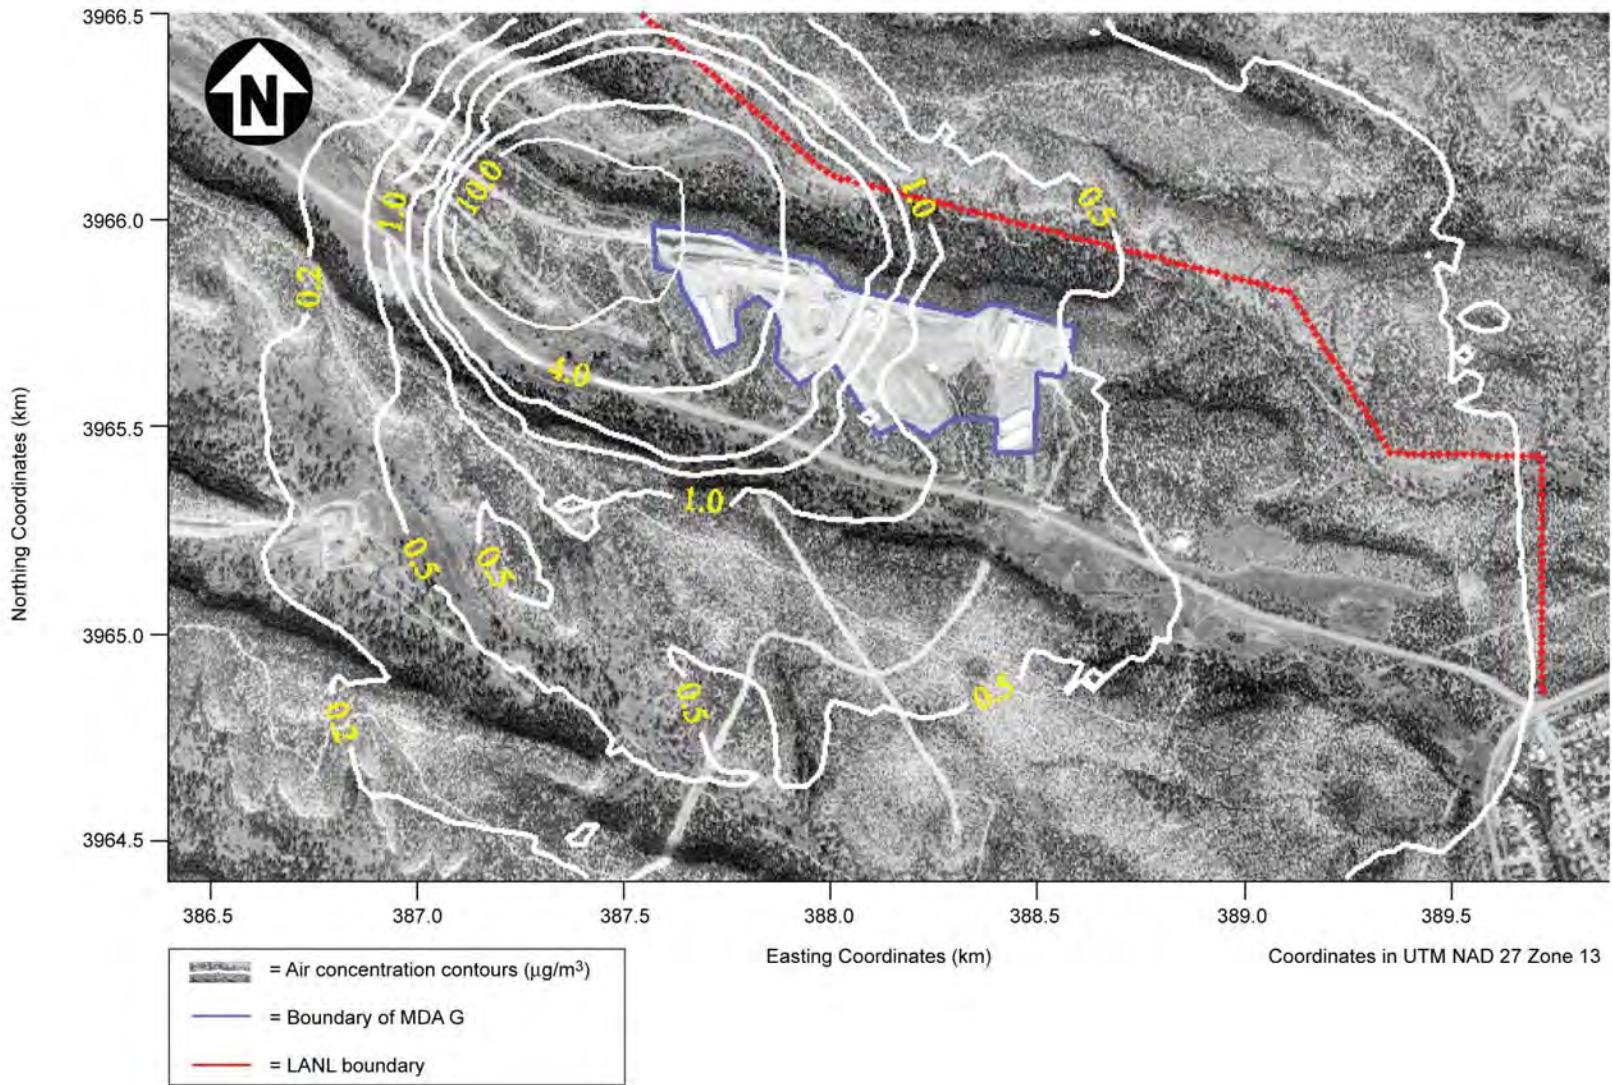 3966.5
3966.0
3965.5
3965.0
3964.5
Northing Coordinates (km)
N
10.0
1.0
1.0
0.5
0.2
4.0
1.0
0.5
0.5
0.5
0.5
0.2
386.5 387.0 387.5 388.0 388.5 389.0 389.5
Easting Coordinates (km)
Coordinates in UTM NAD 27 Zone 13
= Air concentration contours (μg/m³)
= Boundary of MDA G
= LANL boundary